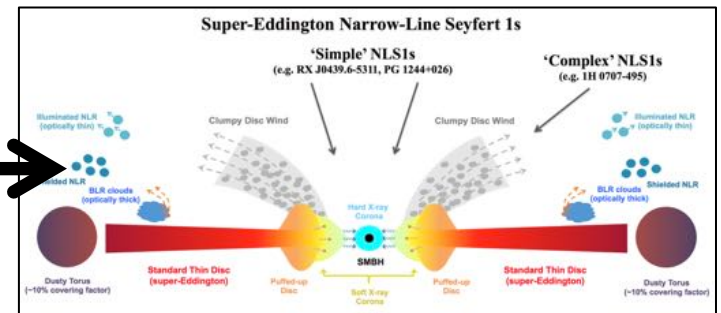 Super-Eddington Narrow-Line Seyfert 1s
'Simple' NLS1s
(e.g. RX J0439.6-5311, PG 1244+026)
'Complex' NLS1s
(e.g. 1H 0707-495)
Illuminated NLR
(optically thin)
Clumpy Disc Wind
Clumpy Disc Wind
Illuminated NLR
(optically thin)
NLR
BLR clouds
(optically thick)
Hard X-ray
Corona
BLR clouds
(optically thick)
Shielded NLR
SMBH
Dusty Torus
(~10% covering factor)
Standard Thin Disc
(super-Eddington)
Puffed-up
Disc
Soft X-ray
Corona
Puffed-up
Disc
Standard Thin Disc
(super-Eddington)
Dusty Torus
(~10% covering factor)